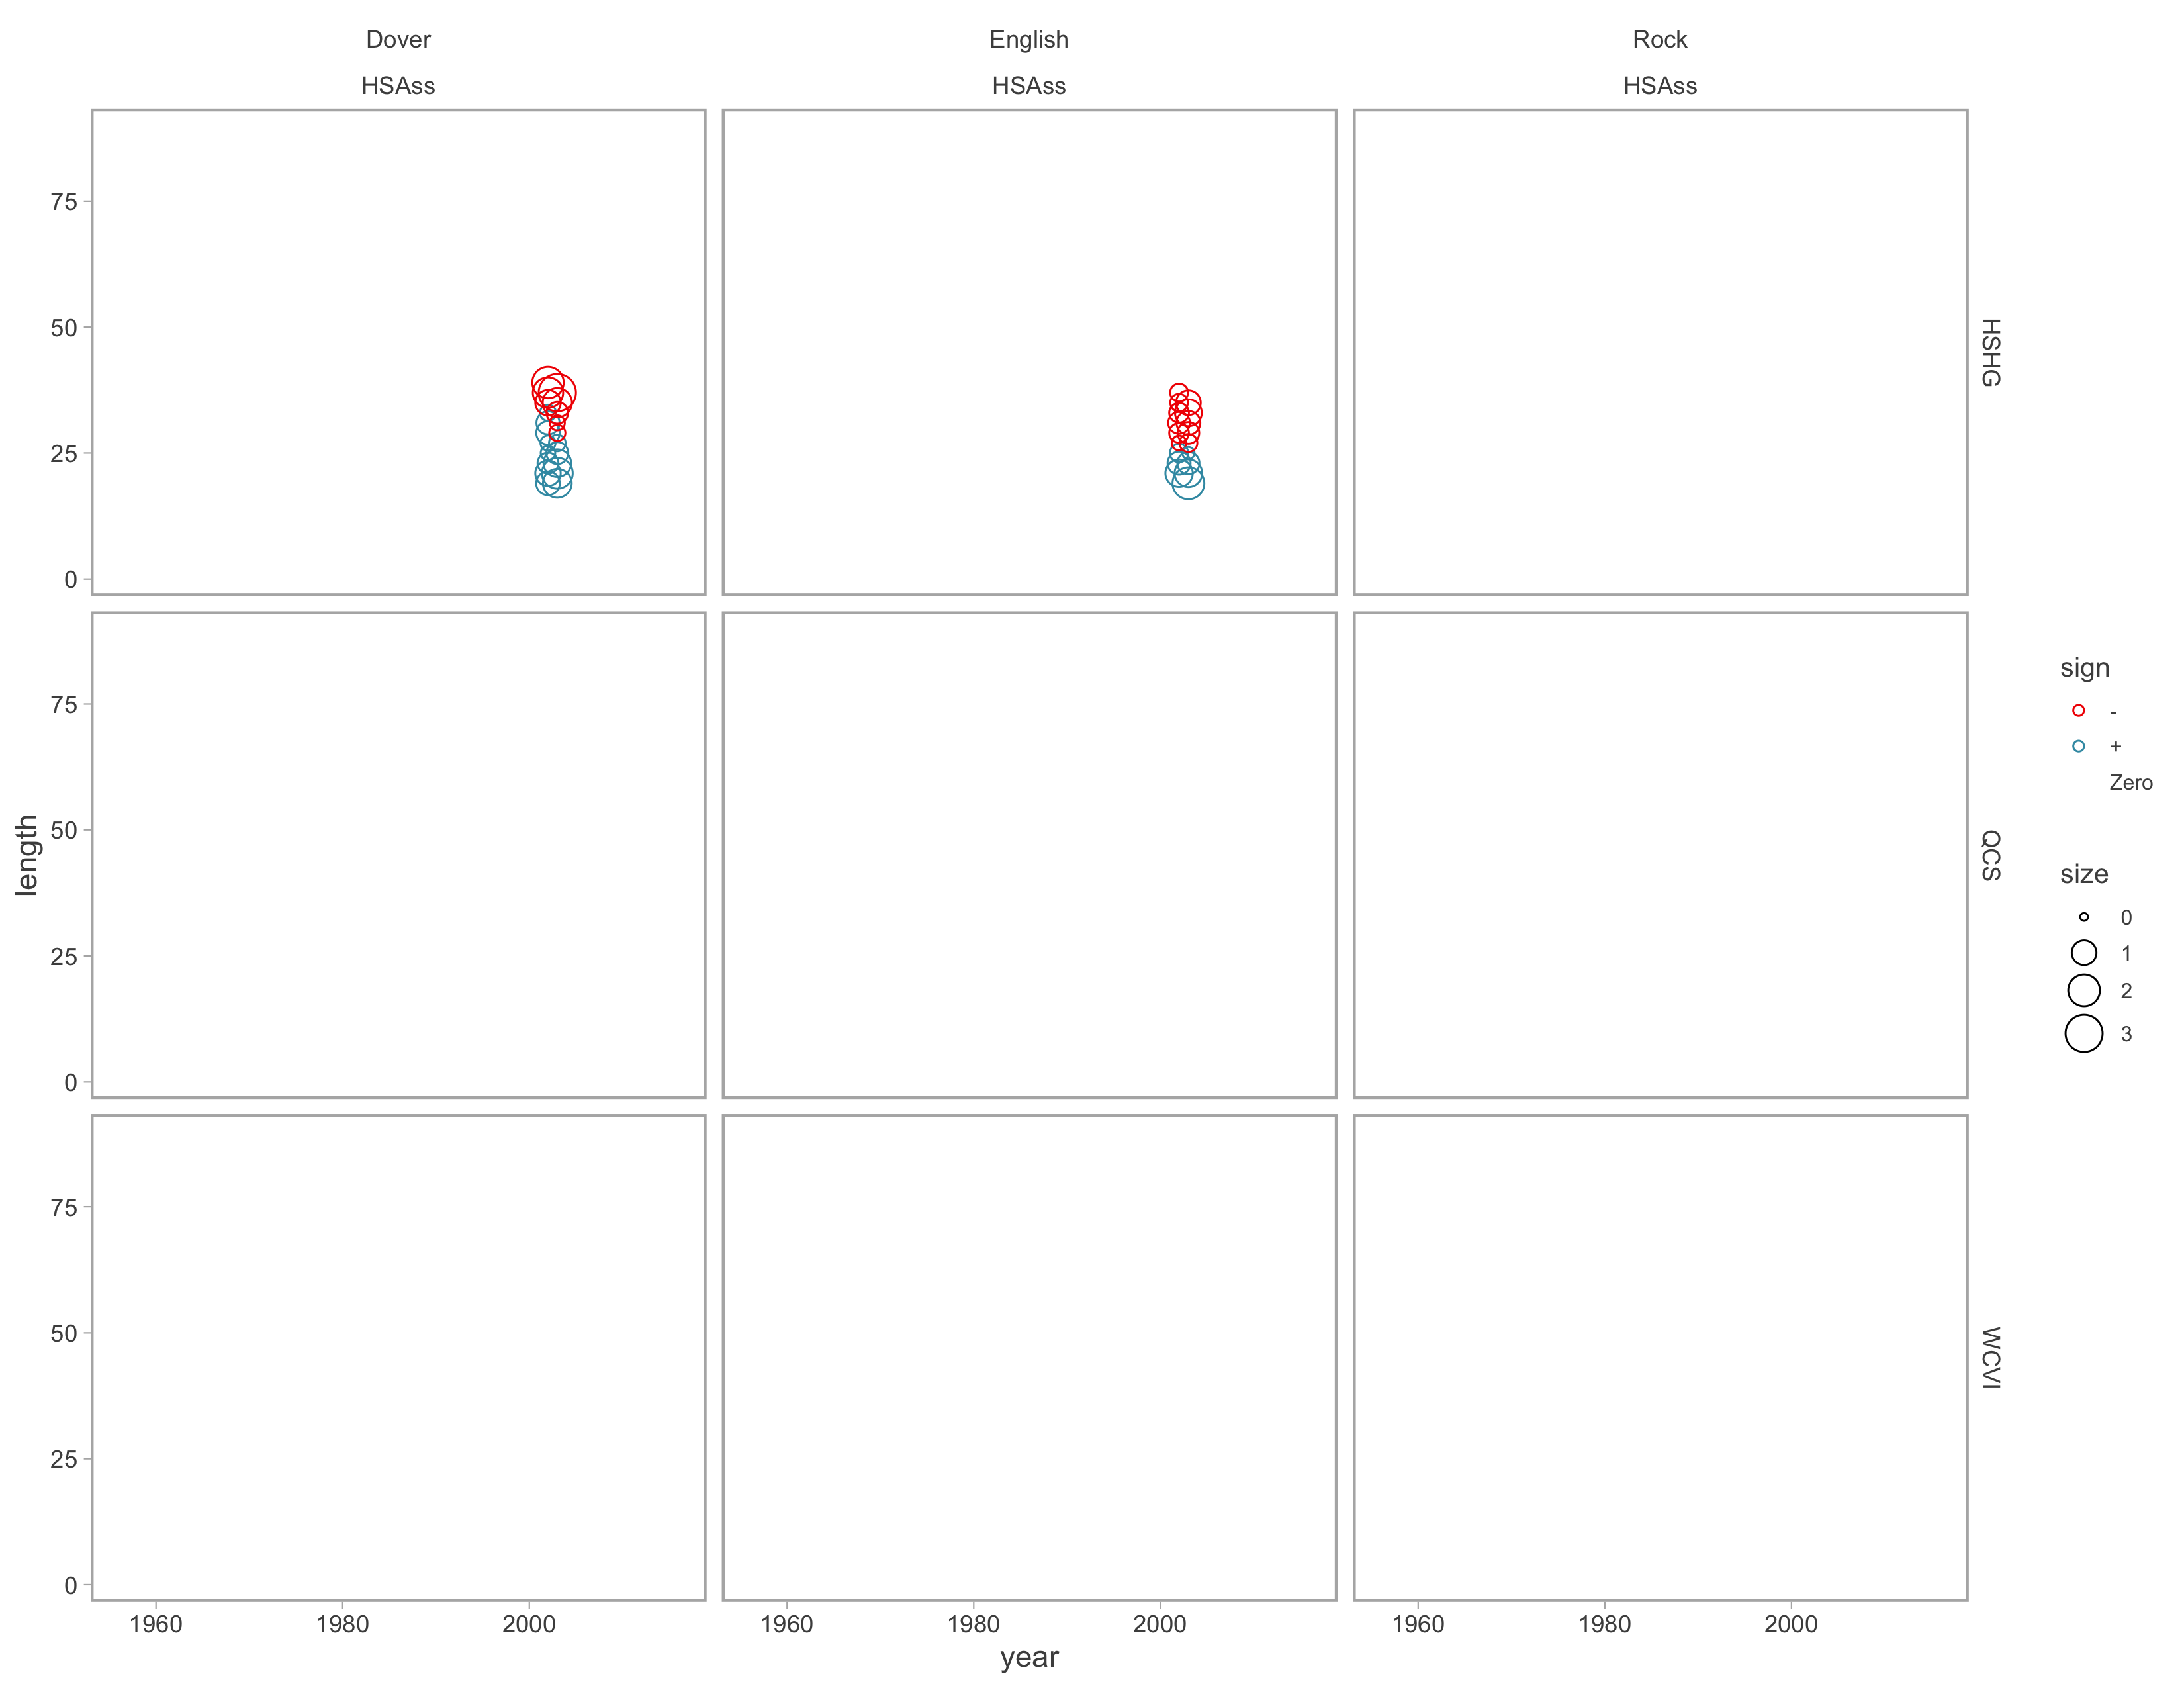 Dover English Rock
HSAss HSAss HSAss
75
50
25
0
HSHG
75
50
25
0
QCS
75
50
25
0
WCVI
1960 1980 2000 1960 1980 2000 1960 1980 2000
year
length
sign
-
+
Zero
size
0
1
2
3